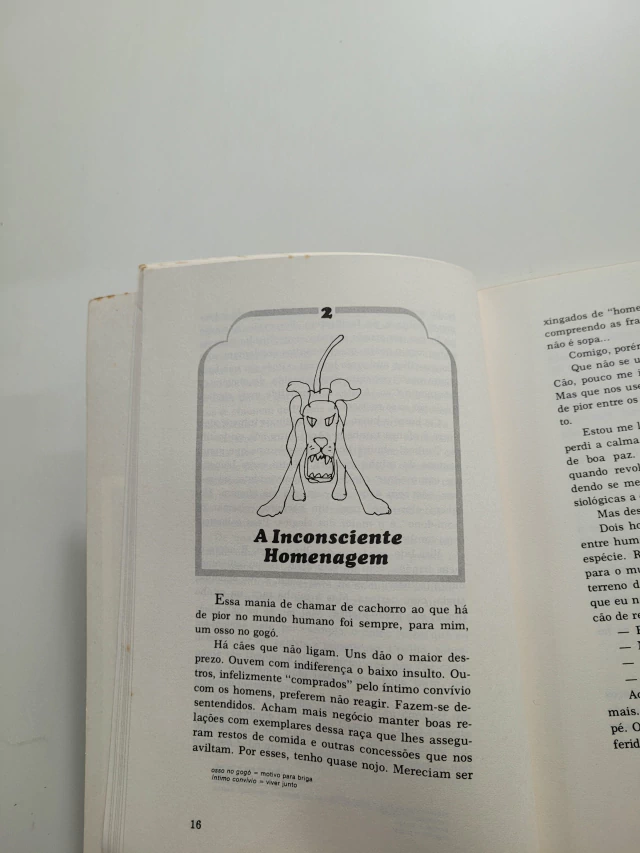 2
A Inconsciente
Homenagem
Essa mania de chamar de cachorro ao que há
de pior no mundo humano foi sempre, para mim,
um osso no gogó.
Há cães que não ligam. Uns dão o maior des-
prezo. Ouvem com indiferença o baixo insulto. Ou-
tros, infelizmente "comprados" pelo íntimo convívio
com os homens, preferem não reagir. Fazem-se de-
sentendidos. Acham mais negócio manter boas re-
lações com exemplares dessa raça que lhes assegu-
ram restos de comida e outras concessões que nos
aviltam. Por esses, tenho quase nojo. Mereciam ser
osso no gogó = motivo para briga
íntimo convívio = viver junto
16
xingados de "home
compreendo as fra
não é sopa...
Comigo, porém
Que não se u
Cão, pouco me i
Mas que nos use
de pior entre os
to.
Estou me l
perdi a calma
de boa paz.
quando revol
dendo se me
siológicas a
Mas des
Dois ho
entre hum
espécie. R
para o mu
terreno d
que eu n
cão de re
—
—
—
—
mais.
pé. O
ferid